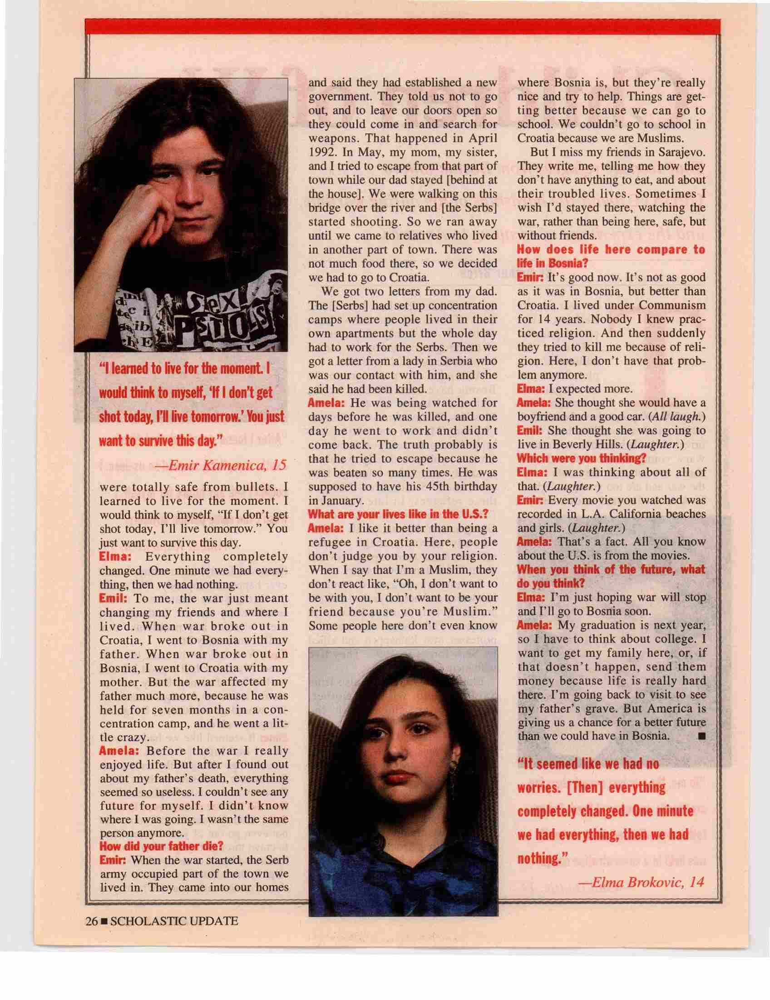 "I learned to live for the moment. I
would think to myself, 'If I don't get
shot today, I'll live tomorrow.' You just
want to survive this day."
—Emir Kamenica, 15
were totally safe from bullets. I
learned to live for the moment. I
would think to myself, "If I don't get
shot today, I'll live tomorrow." You
just want to survive this day.
Elma: Everything completely
changed. One minute we had every-
thing, then we had nothing.
Emil: To me, the war just meant
changing my friends and where I
lived. When war broke out in
Croatia, I went to Bosnia with my
father. When war broke out in
Bosnia, I went to Croatia with my
mother. But the war affected my
father much more, because he was
held for seven months in a con-
centration camp, and he went a lit-
tle crazy.
Amela: Before the war I really
enjoyed life. But after I found out
about my father's death, everything
seemed so useless. I couldn't see any
future for myself. I didn't know
where I was going. I wasn't the same
person anymore.
How did your father die?
Emir: When the war started, the Serb
army occupied part of the town we
lived in. They came into our homes
and said they had established a new
government. They told us not to go
out, and to leave our doors open so
they could come in and search for
weapons. That happened in April
1992. In May, my mom, my sister,
and I tried to escape from that part of
town while our dad stayed [behind at
the house]. We were walking on this
bridge over the river and [the Serbs]
started shooting. So we ran away
until we came to relatives who lived
in another part of town. There was
not much food there, so we decided
we had to go to Croatia.
We got two letters from my dad.
The [Serbs] had set up concentration
camps where people lived in their
own apartments but the whole day
had to work for the Serbs. Then we
got a letter from a lady in Serbia who
was our contact with him, and she
said he had been killed.
Amela: He was being watched for
days before he was killed, and one
day he went to work and didn't
come back. The truth probably is
that he tried to escape because he
was beaten so many times. He was
supposed to have his 45th birthday
in January.
What are your lives like in the U.S.?
Amela: I like it better than being a
refugee in Croatia. Here, people
don't judge you by your religion.
When I say that I'm a Muslim, they
don't react like, "Oh, I don't want to
be with you, I don't want to be your
friend because you're Muslim."
Some people here don't even know
where Bosnia is, but they're really
nice and try to help. Things are get-
ting better because we can go to
school. We couldn't go to school in
Croatia because we are Muslims.
But I miss my friends in Sarajevo.
They write me, telling me how they
don't have anything to eat, and about
their troubled lives. Sometimes I
wish I'd stayed there, watching the
war, rather than being here, safe, but
without friends.
How does life here compare to
life in Bosnia?
Emir: It's good now. It's not as good
as it was in Bosnia, but better than
Croatia. I lived under Communism
for 14 years. Nobody I knew prac-
ticed religion. And then suddenly
they tried to kill me because of reli-
gion. Here, I don't have that prob-
lem anymore.
Elma: I expected more.
Amela: She thought she would have a
boyfriend and a good car. (All laugh.)
Emil: She thought she was going to
live in Beverly Hills. (Laughter.)
Which were you thinking?
Elma: I was thinking about all of
that. (Laughter.)
Emir: Every movie you watched was
recorded in L.A. California beaches
and girls. (Laughter.)
Amela: That's a fact. All you know
about the U.S. is from the movies.
When you think of the future, what
do you think?
Elma: I'm just hoping war will stop
and I'll go to Bosnia soon.
Amela: My graduation is next year,
so I have to think about college. I
want to get my family here, or, if
that doesn't happen, send them
money because life is really hard
there. I'm going back to visit to see
my father's grave. But America is
giving us a chance for a better future
than we could have in Bosnia. ■
"It seemed like we had no
worries. [Then] everything
completely changed. One minute
we had everything, then we had
nothing."
—Elma Brokovic, 14
SEX
PISTOLS
26 ■ SCHOLASTIC UPDATE